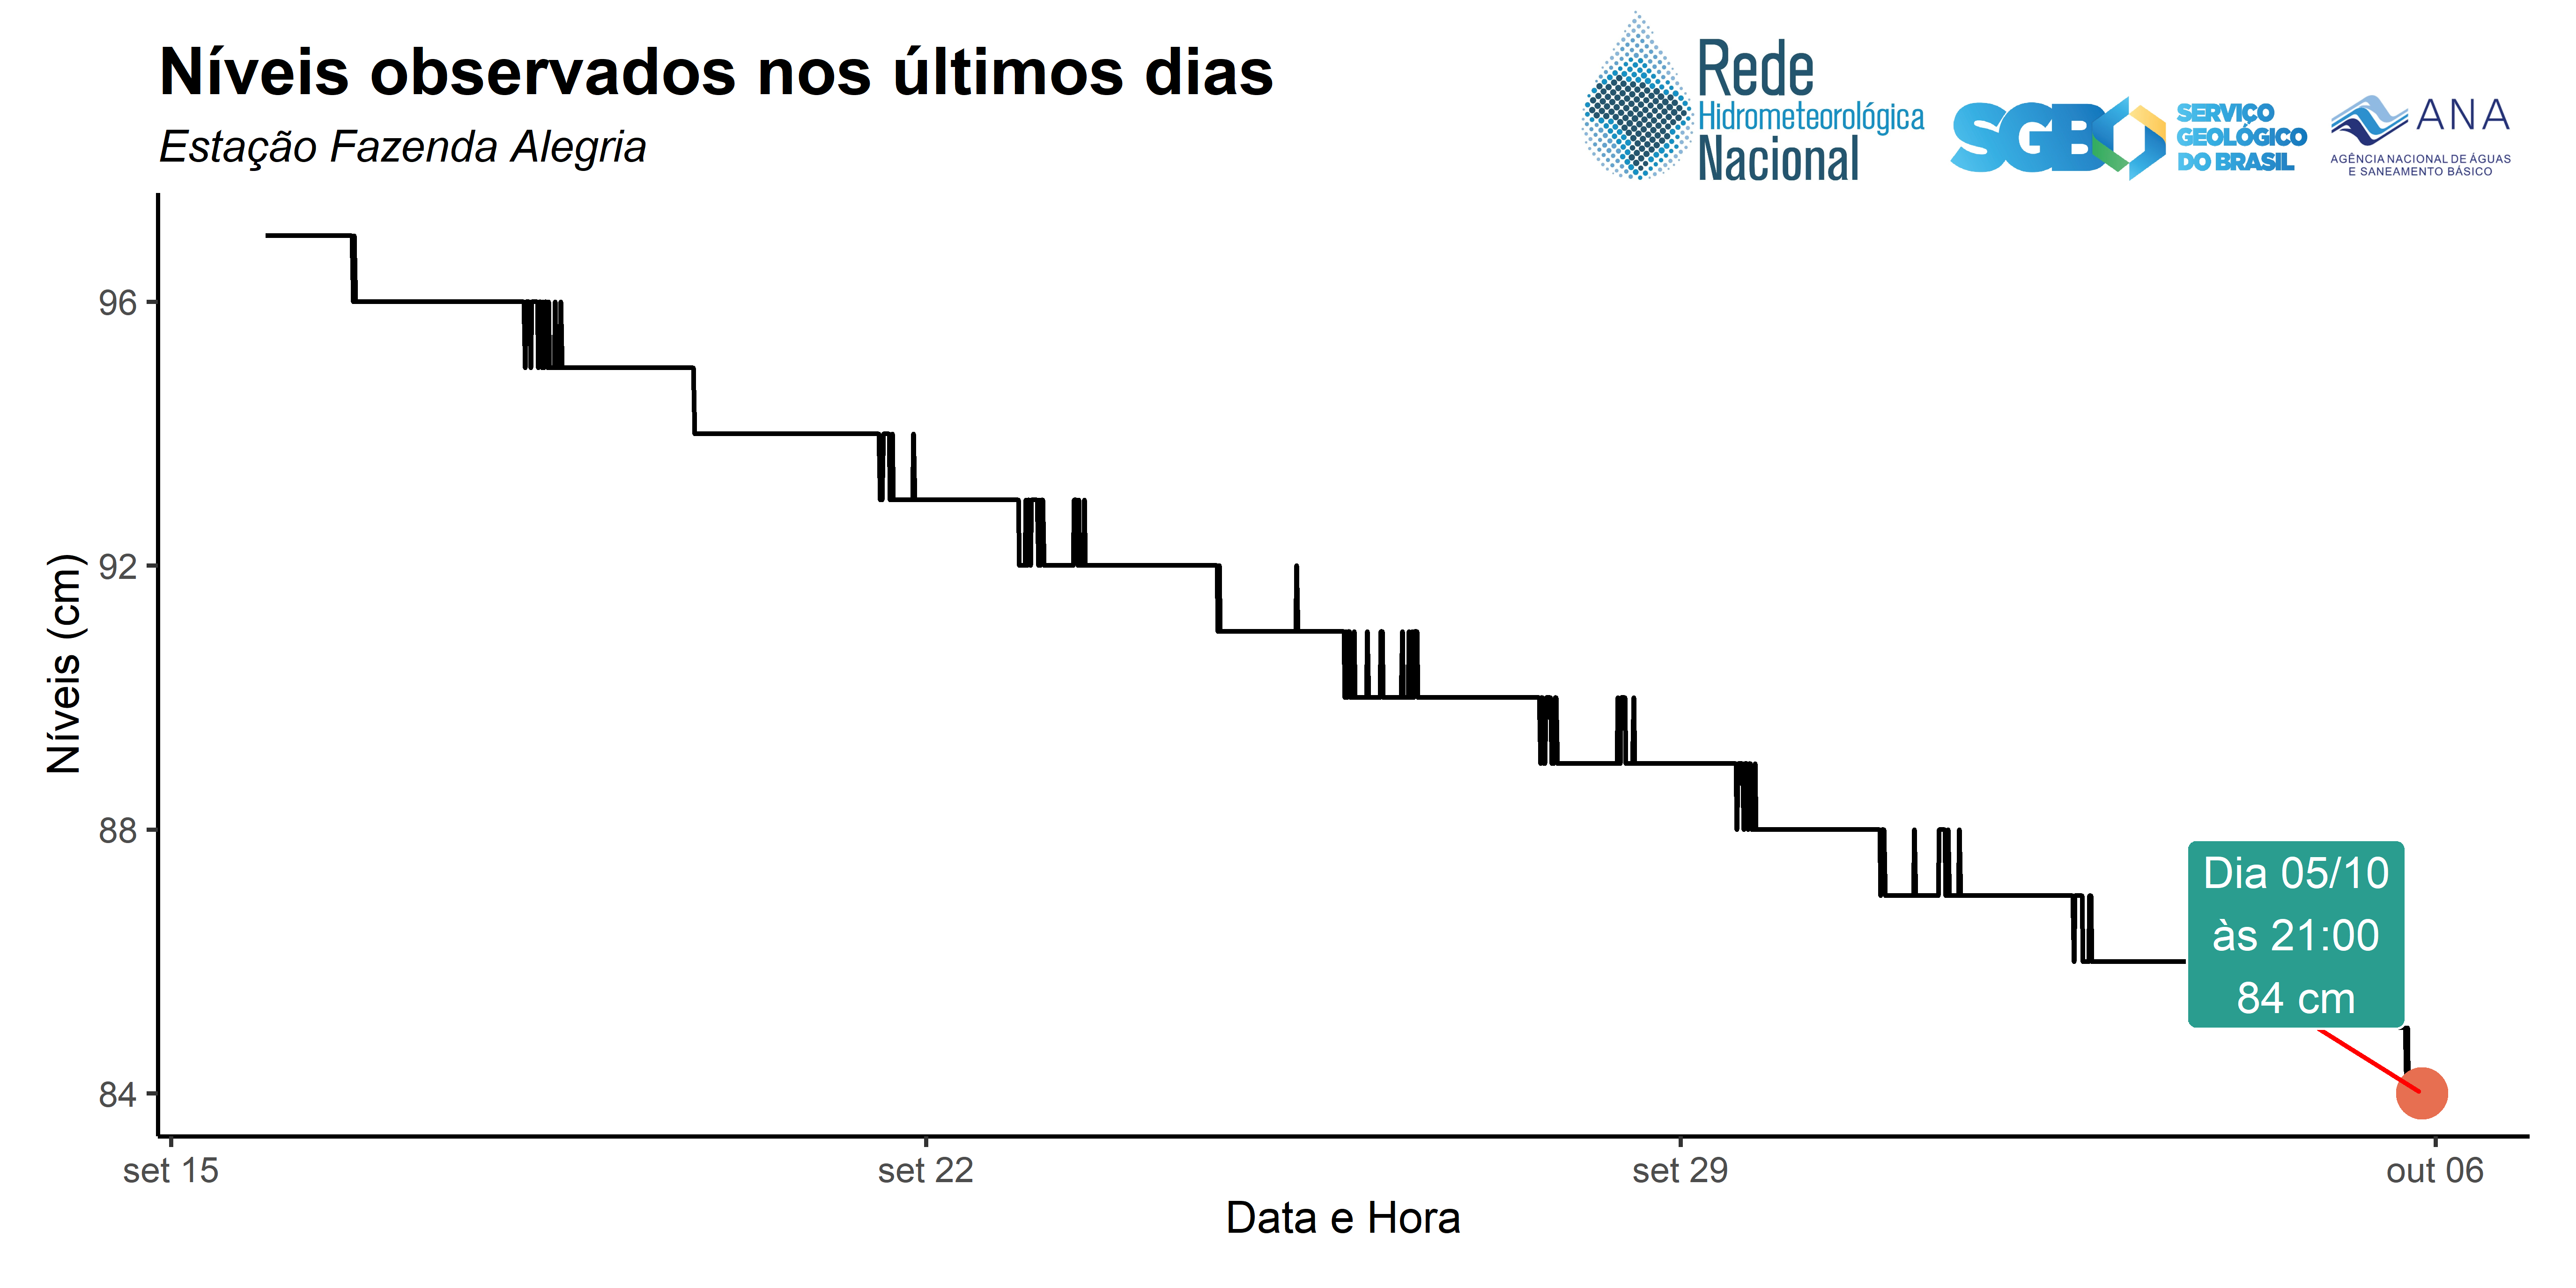 Níveis observados nos últimos dias
Estação Fazenda Alegria
Rede
Hidrometeorológica
Nacional
SGB
SERVIÇO
GEOLÓGICO
DO BRASIL
ANA
AGÊNCIA NACIONAL DE ÁGUAS
E SANEAMENTO BÁSICO
Níveis (cm)
96
92
88
84
Dia 05/10
às 21:00
84 cm
set 15
set 22
set 29
out 06
Data e Hora